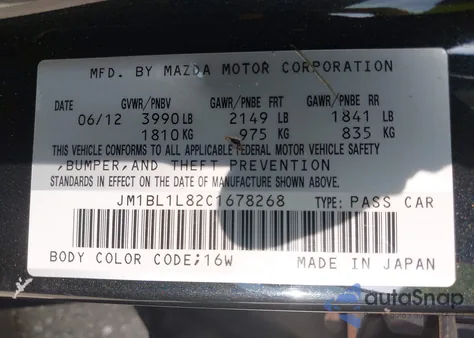 MFD. BY MAZDA MOTOR CORPORATION
DATE GVWR/PNBV GAWR/PNBE FRT GAWR/PNBE RR
06/12 3990 LB 2149 LB 1841 LB
1810 KG 975 KG 835 KG
THIS VEHICLE CONFORMS TO ALL APPLICABLE FEDERAL MOTOR VEHICLE SAFETY
,BUMPER,AND THEFT PREVENTION
STANDARDS IN EFFECT ON THE DATE OF MANUFACTURE SHOWN ABOVE.
JM1BL1L82C1678268 TYPE: PASS CAR
BODY COLOR CODE;16W MADE IN JAPAN
autoSnap